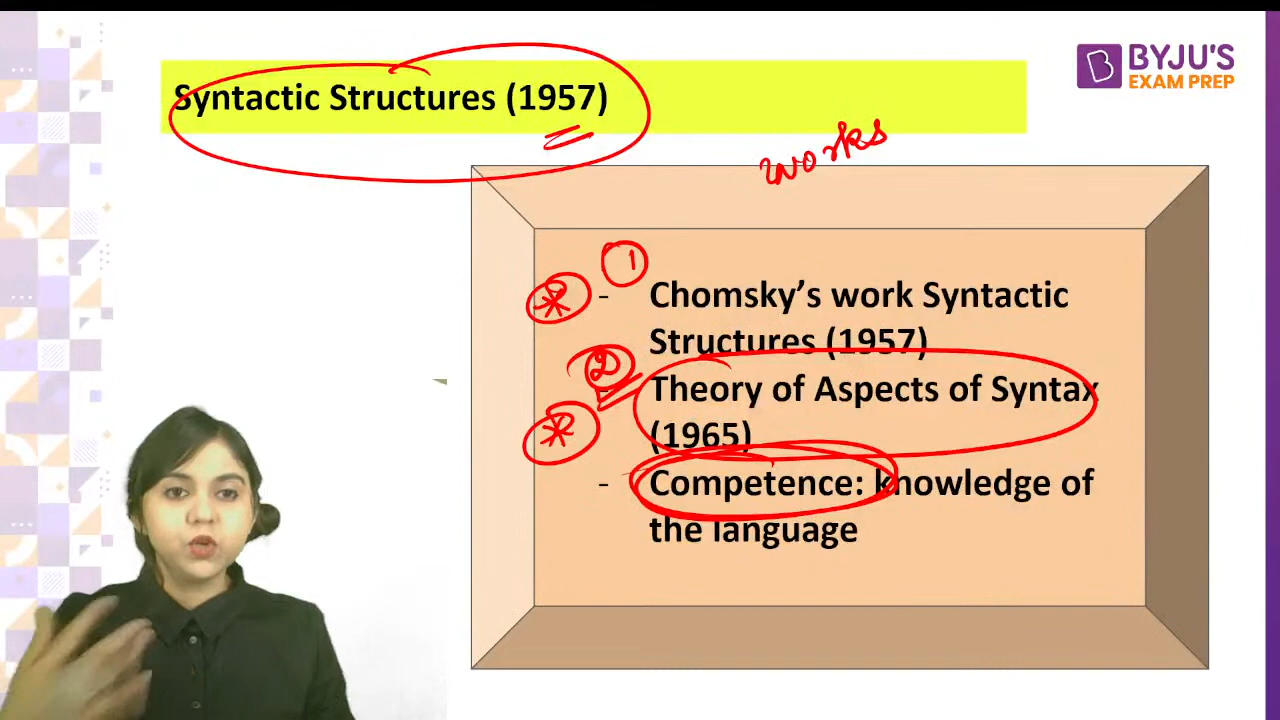 BYJU'S
EXAM PREP
Syntactic Structures (1957)
works
1
- Chomsky's work Syntactic
Structures (1957)
2
Theory of Aspects of Syntax
(1965)
- Competence: knowledge of
the language